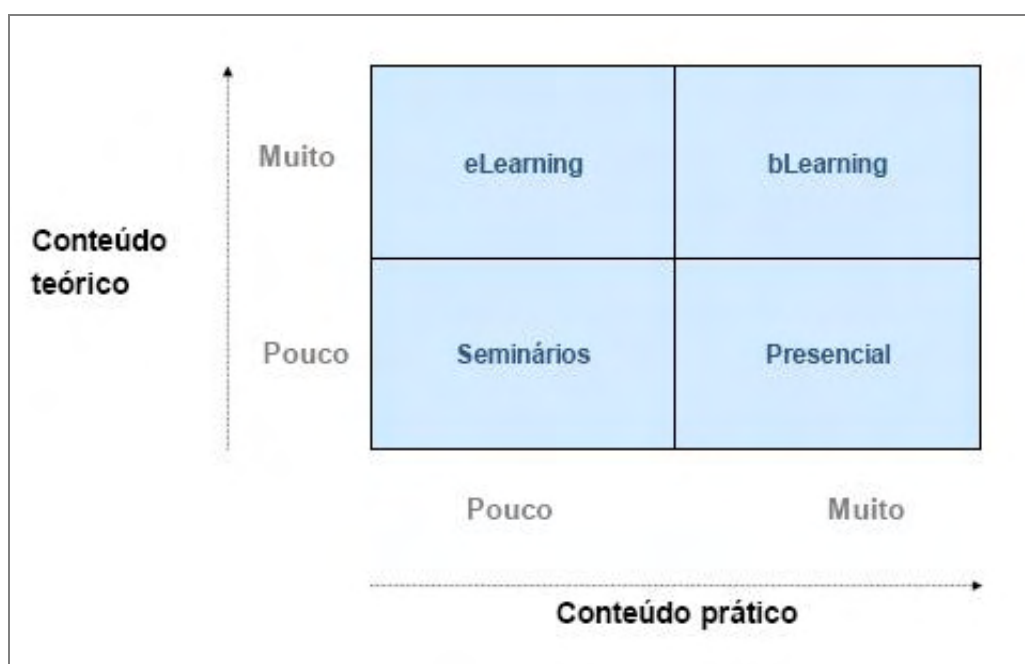 Muito
eLearning
bLearning
Conteúdo
teórico
Pouco
Seminários
Presencial
Pouco
Muito
Conteúdo prático